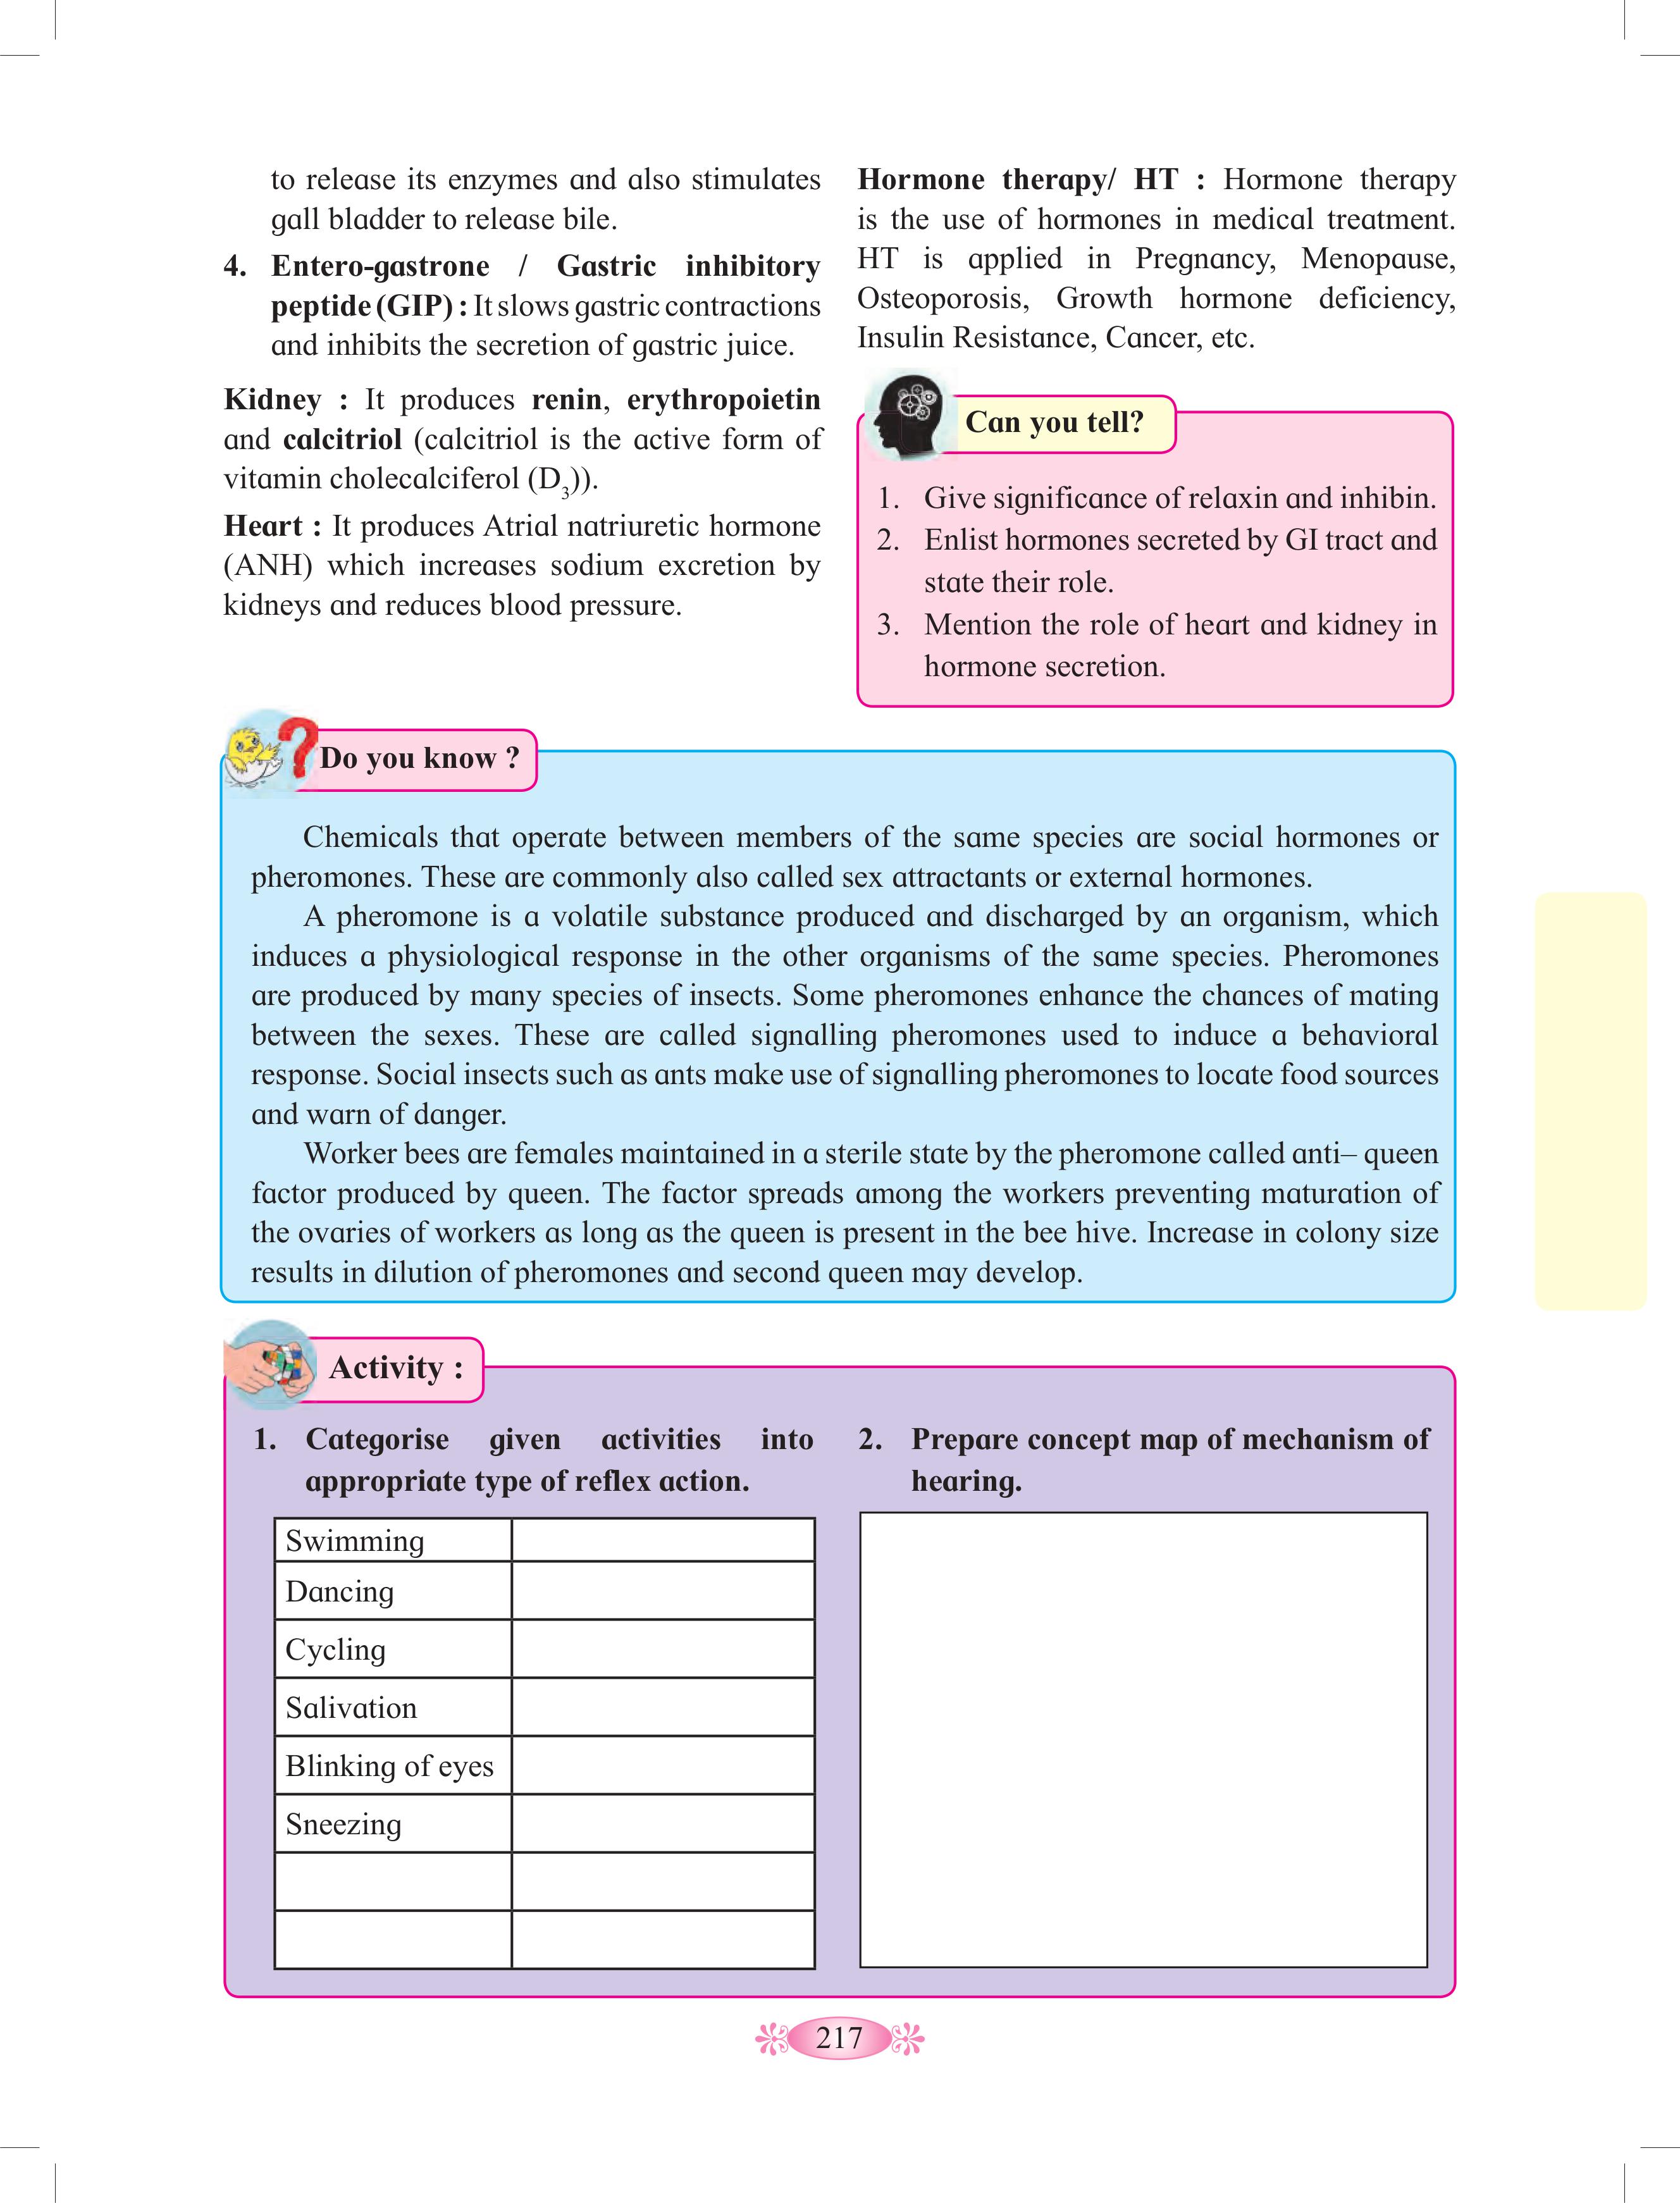 to release its enzymes and also stimulates
gall bladder to release bile.
4. Entero-gastrone / Gastric inhibitory
peptide (GIP) : It slows gastric contractions
and inhibits the secretion of gastric juice.
Kidney : It produces renin, erythropoietin
and calcitriol (calcitriol is the active form of
vitamin cholecalciferol (D3)).
Heart : It produces Atrial natriuretic hormone
(ANH) which increases sodium excretion by
kidneys and reduces blood pressure.
Hormone therapy/ HT : Hormone therapy
is the use of hormones in medical treatment.
HT is applied in Pregnancy, Menopause,
Osteoporosis, Growth hormone deficiency,
Insulin Resistance, Cancer, etc.
Can you tell?
1. Give significance of relaxin and inhibin.
2. Enlist hormones secreted by GI tract and
state their role.
3. Mention the role of heart and kidney in
hormone secretion.
Do you know ?
Chemicals that operate between members of the same species are social hormones or
pheromones. These are commonly also called sex attractants or external hormones.
A pheromone is a volatile substance produced and discharged by an organism, which
induces a physiological response in the other organisms of the same species. Pheromones
are produced by many species of insects. Some pheromones enhance the chances of mating
between the sexes. These are called signalling pheromones used to induce a behavioral
response. Social insects such as ants make use of signalling pheromones to locate food sources
and warn of danger.
Worker bees are females maintained in a sterile state by the pheromone called anti– queen
factor produced by queen. The factor spreads among the workers preventing maturation of
the ovaries of workers as long as the queen is present in the bee hive. Increase in colony size
results in dilution of pheromones and second queen may develop.
Activity :
1. Categorise given activities into
appropriate type of reflex action.
Swimming
Dancing
Cycling
Salivation
Blinking of eyes
Sneezing
2. Prepare concept map of mechanism of
hearing.
217